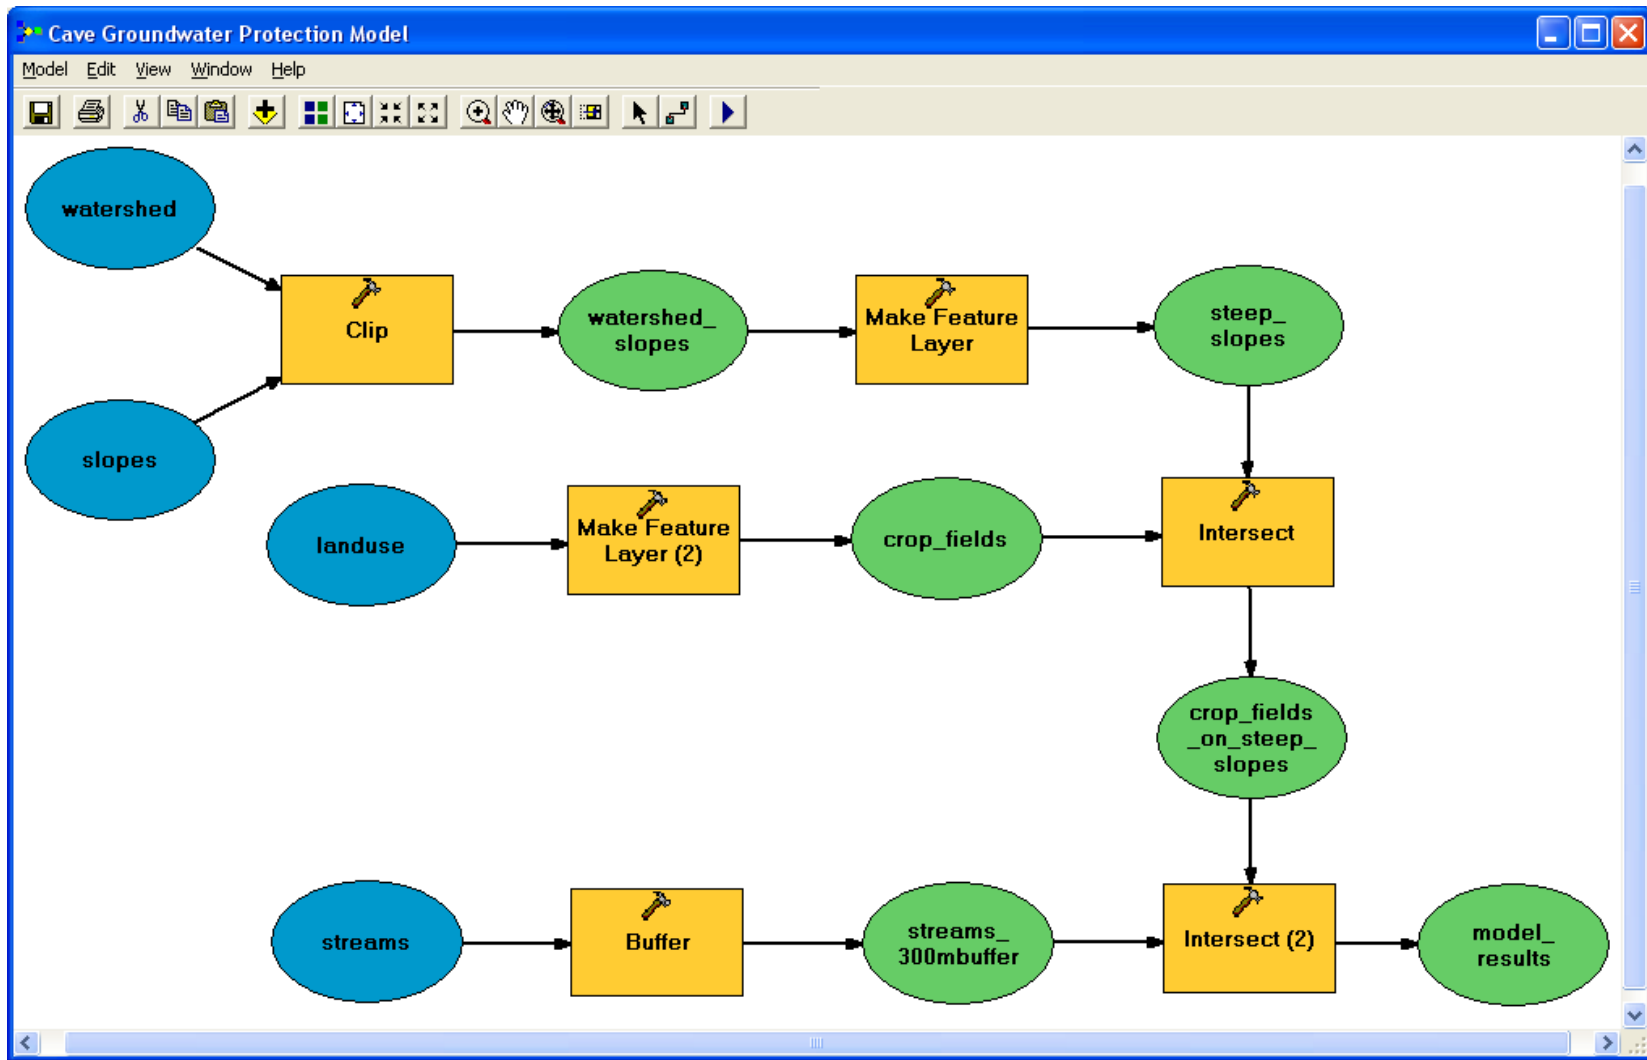 Cave Groundwater Protection Model
Model Edit View Window Help
watershed
Clip
watershed_
slopes
Make Feature
Layer
steep_
slopes
slopes
landuse
Make Feature
Layer (2)
crop_fields
Intersect
crop_fields
_on_steep_
slopes
streams
Buffer
streams_
300mbuffer
Intersect (2)
model_
results